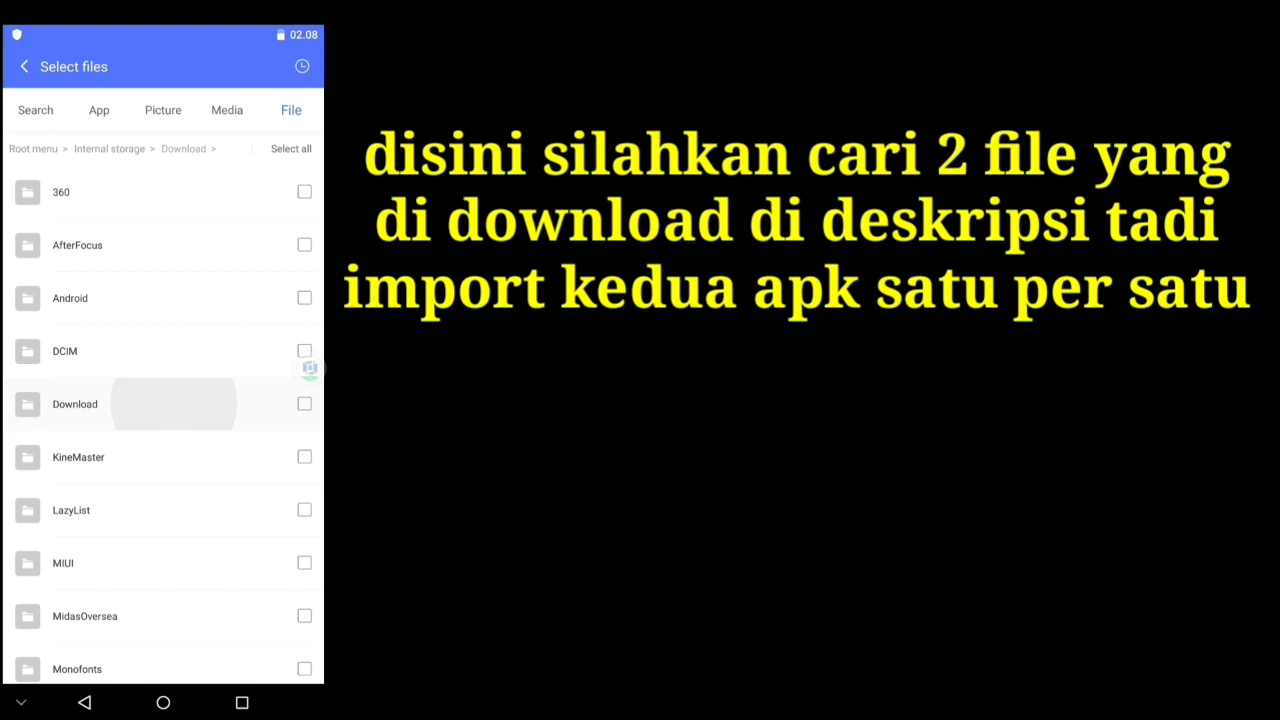 02.08
Select files
Search App Picture Media File
Root menu > Internal storage > Download > Select all
360
AfterFocus
Android
DCIM
Download
KineMaster
LazyList
MIUI
MidasOversea
Monofonts
disini silahkan cari 2 file yang
di download di deskripsi tadi
import kedua apk satu per satu